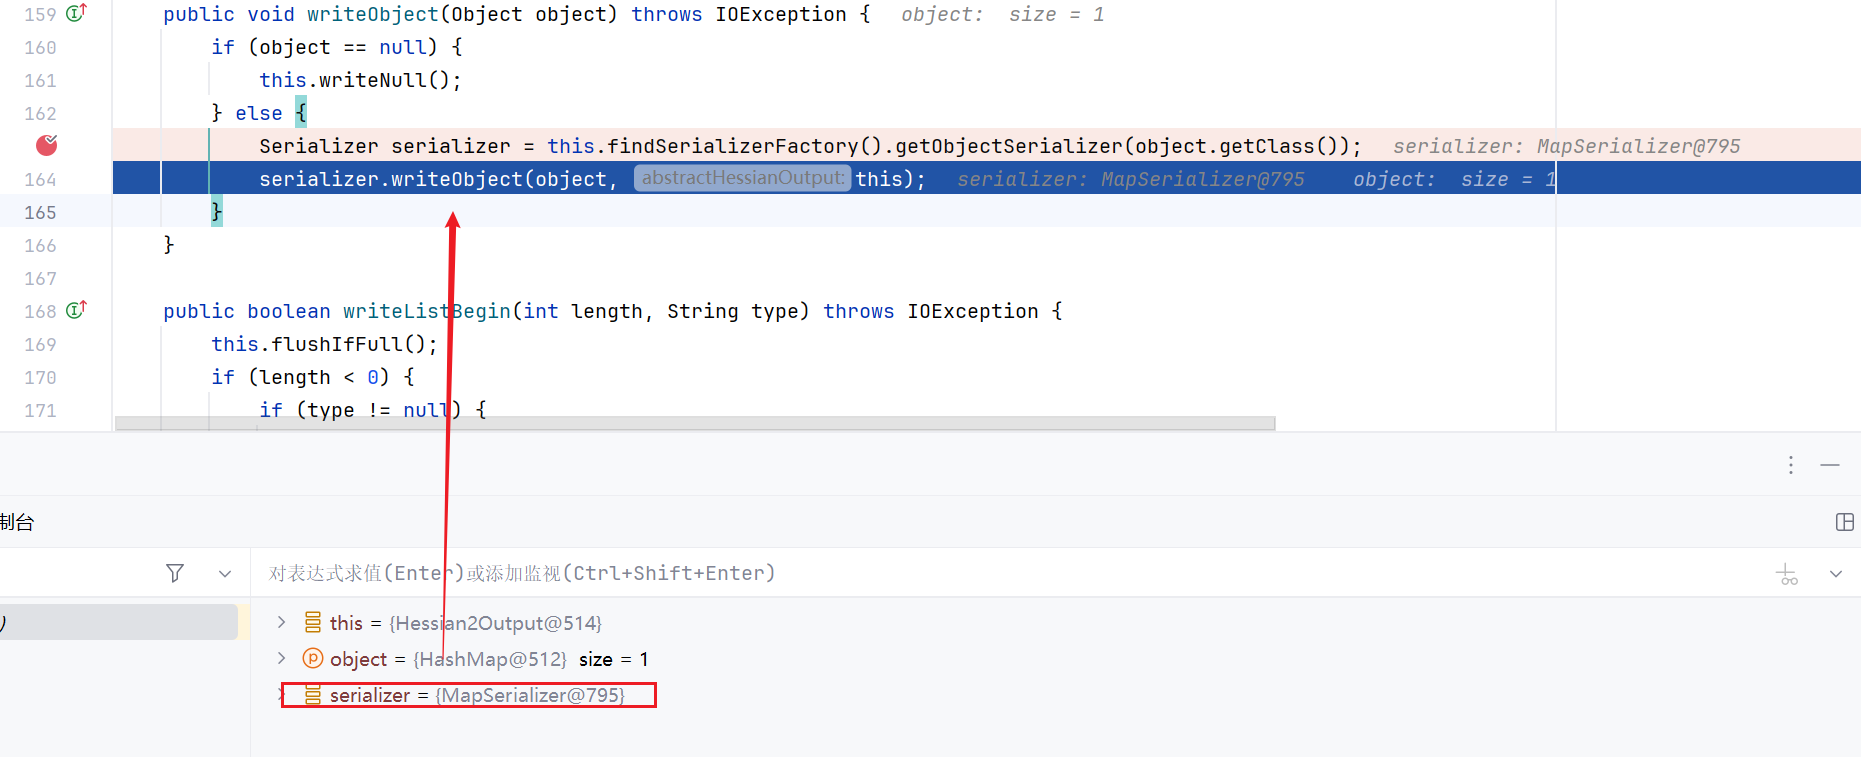 159 public void writeObject(Object object) throws IOException { object: size = 1
160 if (object == null) {
161 this.writeNull();
162 } else {
Serializer serializer = this.findSerializerFactory().getObjectSerializer(object.getClass()); serializer: MapSerializer@795
164 serializer.writeObject(object, abstractHessianOutput: this); serializer: MapSerializer@795 object: size = 1
165 }
166 }
167
168 public boolean writeListBegin(int length, String type) throws IOException {
169 this.flushIfFull();
170 if (length < 0) {
171 if (type != null) {
制台
对表达式求值(Enter)或添加监视(Ctrl+Shift+Enter)
) this = {Hessian2Output@514}
object = {HashMap@512} size = 1
serializer = {MapSerializer@795}